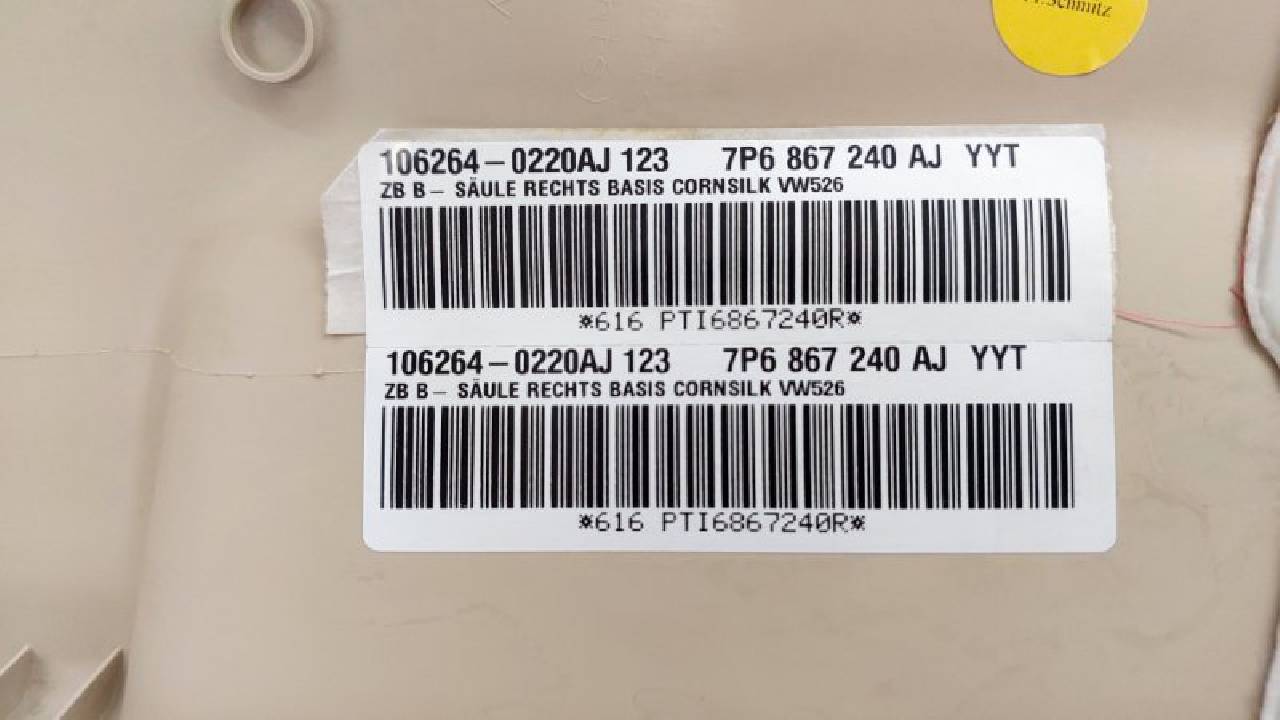 Schmitz
106264-0220AJ 123 7P6 867 240 AJ YYT
ZB B- SÄULE RECHTS BASIS CORNSILK VW526
*616 PTI6867240R*
106264-0220AJ 123 7P6 867 240 AJ YYT
ZB B- SÄULE RECHTS BASIS CORNSILK VW526
*616 PTI6867240R*